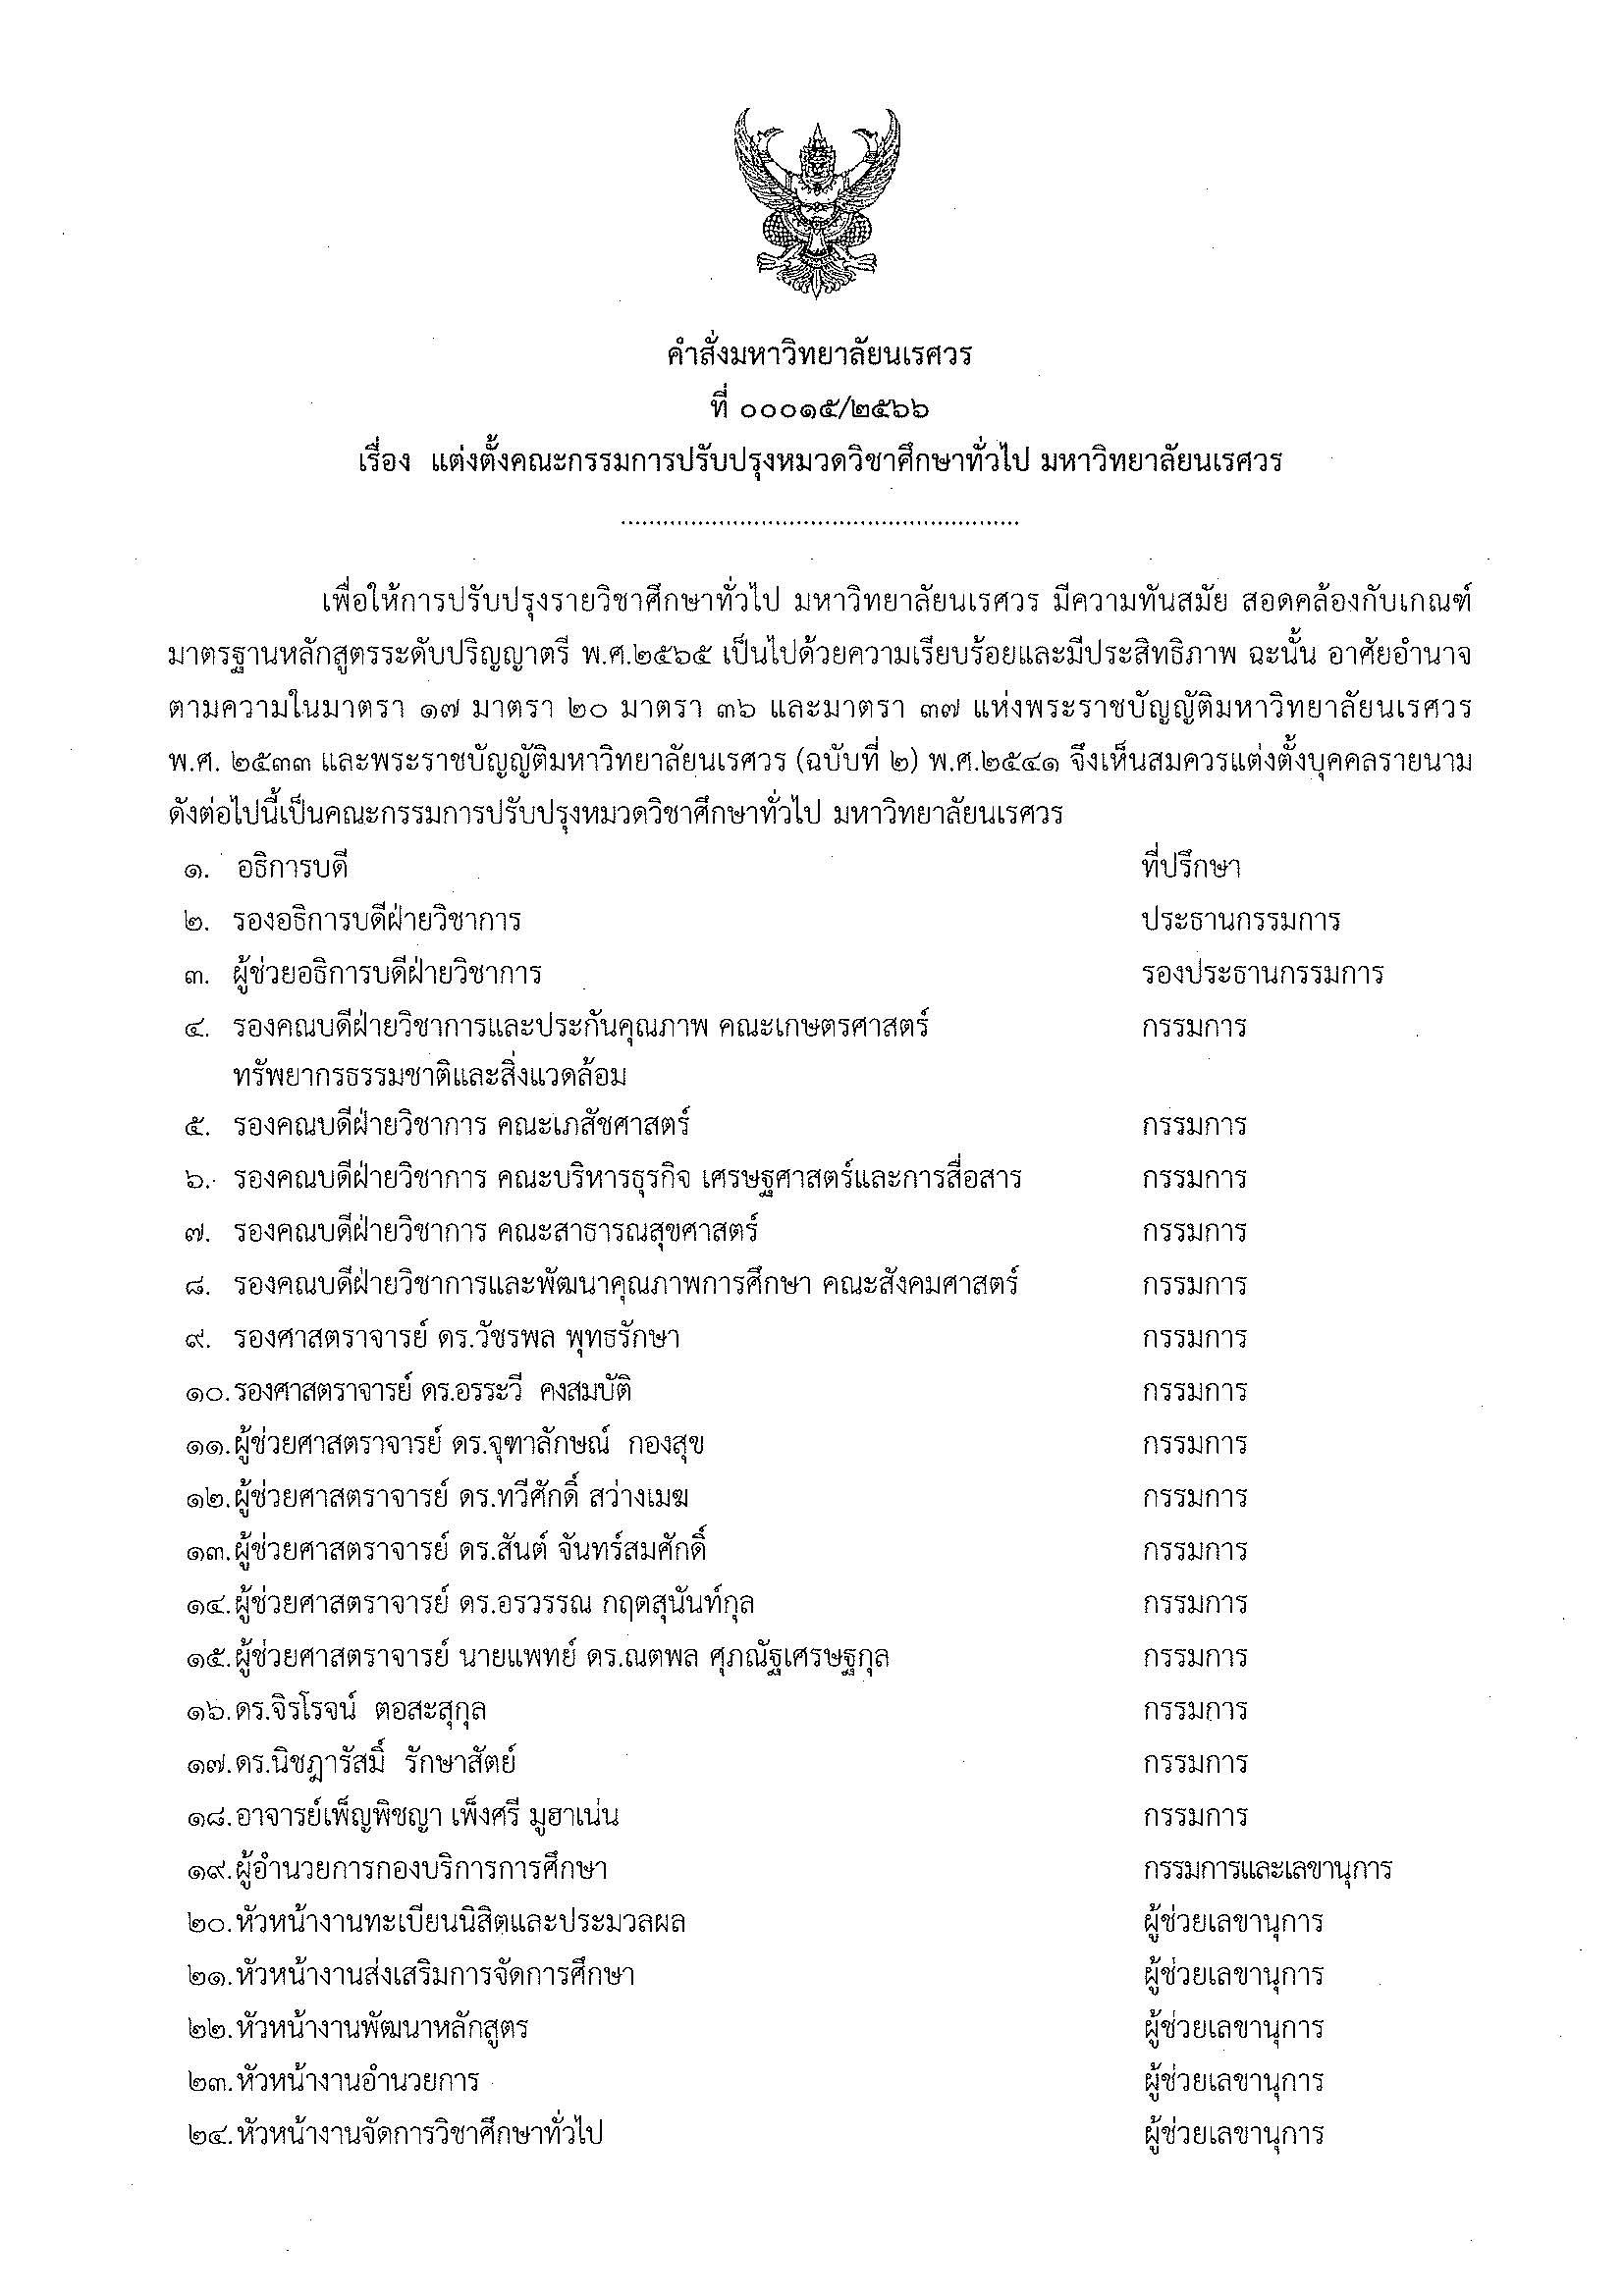 คำสั่งมหาวิทยาลัยนเรศวร
ที่ ๐๐๐๑๕/๒๕๖๖
เรื่อง แต่งตั้งคณะกรรมการปรับปรุงหมวดวิชาศึกษาทั่วไป มหาวิทยาลัยนเรศวร
เพื่อให้การปรับปรุงรายวิชาศึกษาทั่วไป มหาวิทยาลัยนเรศวร มีความทันสมัย สอดคล้องกับเกณฑ์
มาตรฐานหลักสูตรระดับปริญญาตรี พ.ศ.๒๕๖๕ เป็นไปด้วยความเรียบร้อยและมีประสิทธิภาพ ฉะนั้น อาศัยอำนาจ
ตามความในมาตรา ๑๗ มาตรา ๒๐ มาตรา ๓๖ และมาตรา ๓๗ แห่งพระราชบัญญัติมหาวิทยาลัยนเรศวร
พ.ศ. ๒๕๓๓ และพระราชบัญญัติมหาวิทยาลัยนเรศวร (ฉบับที่ ๒) พ.ศ.๒๕๔๑ จึงเห็นสมควรแต่งตั้งบุคคลรายนาม
ดังต่อไปนี้เป็นคณะกรรมการปรับปรุงหมวดวิชาศึกษาทั่วไป มหาวิทยาลัยนเรศวร
๑. อธิการบดี ที่ปรึกษา
๒. รองอธิการบดีฝ่ายวิชาการ ประธานกรรมการ
๓. ผู้ช่วยอธิการบดีฝ่ายวิชาการ รองประธานกรรมการ
๔. รองคณบดีฝ่ายวิชาการและประกันคุณภาพ คณะเกษตรศาสตร์ กรรมการ
ทรัพยากรธรรมชาติและสิ่งแวดล้อม
๕. รองคณบดีฝ่ายวิชาการ คณะเภสัชศาสตร์ กรรมการ
๖. รองคณบดีฝ่ายวิชาการ คณะบริหารธุรกิจ เศรษฐศาสตร์และการสื่อสาร กรรมการ
๗. รองคณบดีฝ่ายวิชาการ คณะสาธารณสุขศาสตร์ กรรมการ
๘. รองคณบดีฝ่ายวิชาการและพัฒนาคุณภาพการศึกษา คณะสังคมศาสตร์ กรรมการ
๙. รองศาสตราจารย์ ดร.วัชรพล พุทธรักษา กรรมการ
๑๐. รองศาสตราจารย์ ดร.อรระวี คงสมบัติ กรรมการ
๑๑. ผู้ช่วยศาสตราจารย์ ดร.จุฑาลักษณ์ กองสุข กรรมการ
๑๒. ผู้ช่วยศาสตราจารย์ ดร.ทวีศักดิ์ สว่างเมฆ กรรมการ
๑๓. ผู้ช่วยศาสตราจารย์ ดร.สันต์ จันทร์สมศักดิ์ กรรมการ
๑๔. ผู้ช่วยศาสตราจารย์ ดร.อรวรรณ กฤตสุนันท์กุล กรรมการ
๑๕. ผู้ช่วยศาสตราจารย์ นายแพทย์ ดร.ณตพล ศุภณัฐเศรษฐกุล กรรมการ
๑๖. ดร.จิรโรจน์ ตอสะสุกุล กรรมการ
๑๗. ดร.นิชฎารัสมิ์ รักษาสัตย์ กรรมการ
๑๘. อาจารย์เพ็ญพิชญา เพ็งศรี มูฮาเน่น กรรมการ
๑๙. ผู้อำนวยการกองบริการการศึกษา กรรมการและเลขานุการ
๒๐. หัวหน้างานทะเบียนนิสิตและประมวลผล ผู้ช่วยเลขานุการ
๒๑. หัวหน้างานส่งเสริมการจัดการศึกษา ผู้ช่วยเลขานุการ
๒๒. หัวหน้างานพัฒนาหลักสูตร ผู้ช่วยเลขานุการ
๒๓. หัวหน้างานอำนวยการ ผู้ช่วยเลขานุการ
๒๔. หัวหน้างานจัดการวิชาศึกษาทั่วไป ผู้ช่วยเลขานุการ